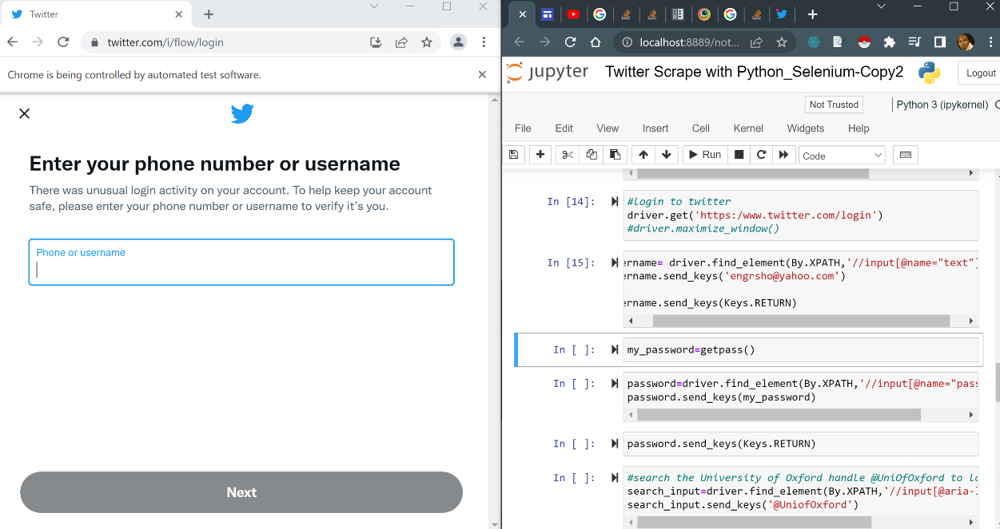 Twitter
twitter.com/i/flow/login
Chrome is being controlled by automated test software.
Enter your phone number or username
There was unusual login activity on your account. To help keep your account
safe, please enter your phone number or username to verify it's you.
Phone or username
Next
localhost:8889/not...
jupyter Twitter Scrape with Python_Selenium-Copy2
Logout
Not Trusted
Python 3 (ipykernel)
File Edit View Insert Cell Kernel Widgets Help
Run
Code
In [14]:
#login to twitter
driver.get('https:/www.twitter.com/login')
#driver.maximize_window()
In [15]:
ername= driver.find_element(By.XPATH,'//input[@name="text"]
ername.send_keys('engrsho@yahoo.com')
ername.send_keys(Keys.RETURN)
In [ ]:
my_password=getpass()
In [ ]:
password=driver.find_element(By.XPATH,'//input[@name="pass
password.send_keys(my_password)
In [ ]:
password.send_keys(Keys.RETURN)
In [ ]:
#search the University of Oxford handle @UniOfOxford to lo
search_input=driver.find_element(By.XPATH,'//input[@aria-l
search_input.send_keys('@UniofOxford')